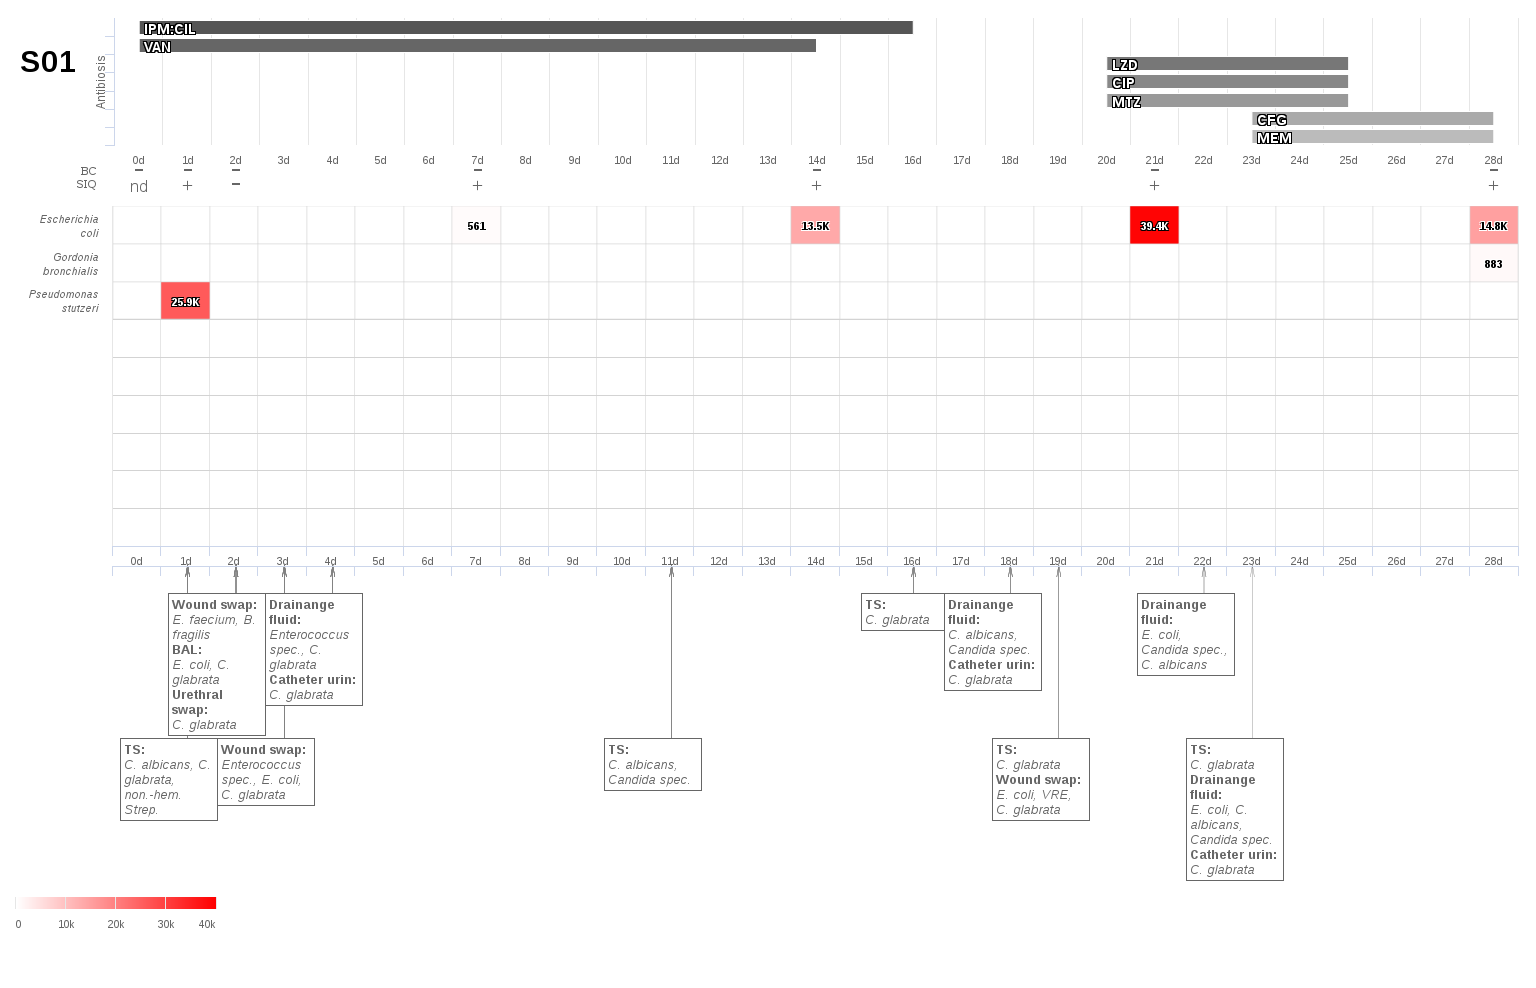 S01
Antibiosis
IPM:CIL
VAN
LZD
CIP
MTZ
CFG
MEM
0d 1d 2d 3d 4d 5d 6d 7d 8d 9d 10d 11d 12d 13d 14d 15d 16d 17d 18d 19d 20d 21d 22d 23d 24d 25d 26d 27d 28d
BC − − − − − − −
SIQ nd + − + + + +
Escherichia
coli
561 13.5K 39.4K 14.8K
Gordonia
bronchialis
883
Pseudomonas
stutzeri
25.9K
0d 1d 2d 3d 4d 5d 6d 7d 8d 9d 10d 11d 12d 13d 14d 15d 16d 17d 18d 19d 20d 21d 22d 23d 24d 25d 26d 27d 28d
Wound swap:
E. faecium, B.
fragilis
BAL:
E. coli, C.
glabrata
Urethral
swap:
C. glabrata
Drainange
fluid:
Enterococcus
spec., C.
glabrata
Catheter urin:
C. glabrata
TS:
C. glabrata
Drainange
fluid:
C. albicans,
Candida spec.
Catheter urin:
C. glabrata
Drainange
fluid:
E. coli,
Candida spec.,
C. albicans
TS:
C. albicans, C.
glabrata,
non.-hem.
Strep.
Wound swap:
Enterococcus
spec., E. coli,
C. glabrata
TS:
C. albicans,
Candida spec.
TS:
C. glabrata
Wound swap:
E. coli, VRE,
C. glabrata
TS:
C. glabrata
Drainange
fluid:
E. coli, C.
albicans,
Candida spec.
Catheter urin:
C. glabrata
0 10k 20k 30k 40k